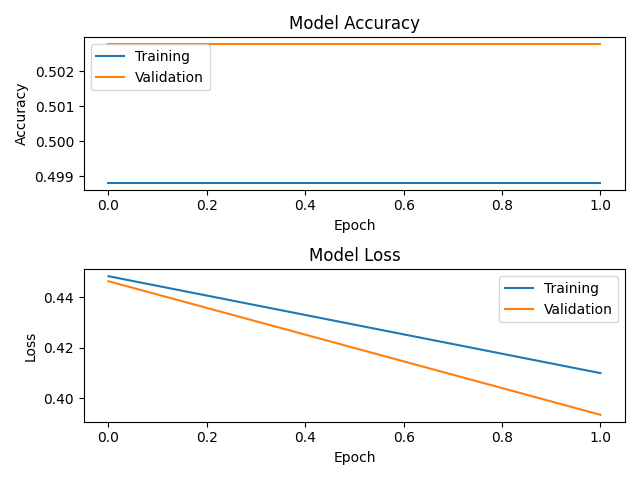 Model Accuracy
0.502
0.501
0.500
0.499
Accuracy
Training
Validation
0.0 0.2 0.4 0.6 0.8 1.0
Epoch
Model Loss
0.44
0.42
0.40
Loss
Training
Validation
0.0 0.2 0.4 0.6 0.8 1.0
Epoch